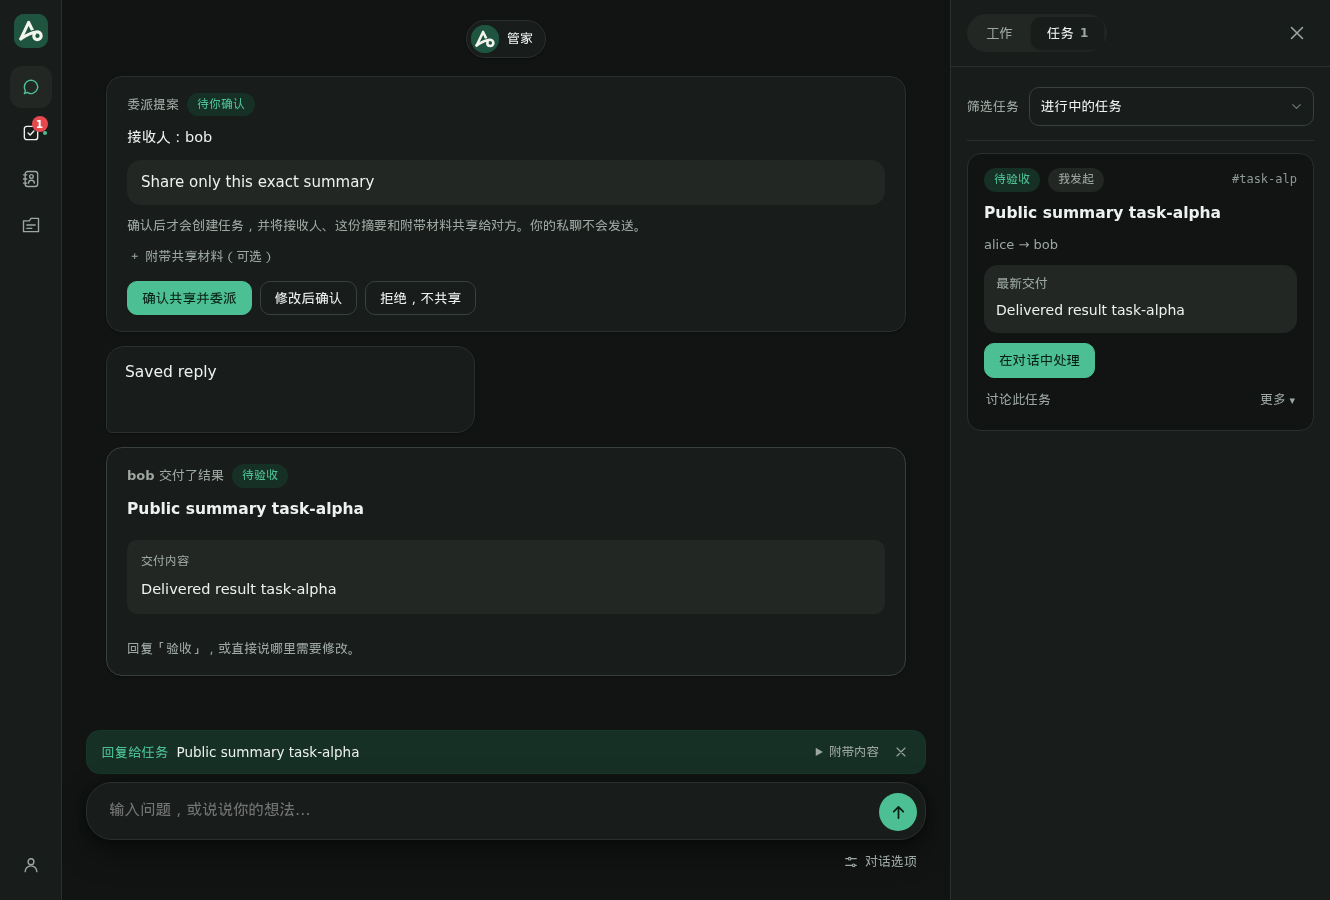 管家
委派提案 待你确认
接收人：bob
Share only this exact summary
确认后才会创建任务，并将接收人、这份摘要和附带材料共享给对方。你的私聊不会发送。
+ 附带共享材料（可选）
确认共享并委派 修改后确认 拒绝，不共享
Saved reply
bob 交付了结果 待验收
Public summary task-alpha
交付内容
Delivered result task-alpha
回复「验收」，或直接说哪里需要修改。
回复给任务 Public summary task-alpha ▶ 附带内容
输入问题，或说说你的想法...
对话选项
1
工作 任务 1
筛选任务 进行中的任务
待验收 我发起 #task-alp
Public summary task-alpha
alice → bob
最新交付
Delivered result task-alpha
在对话中处理
讨论此任务 更多 ▾